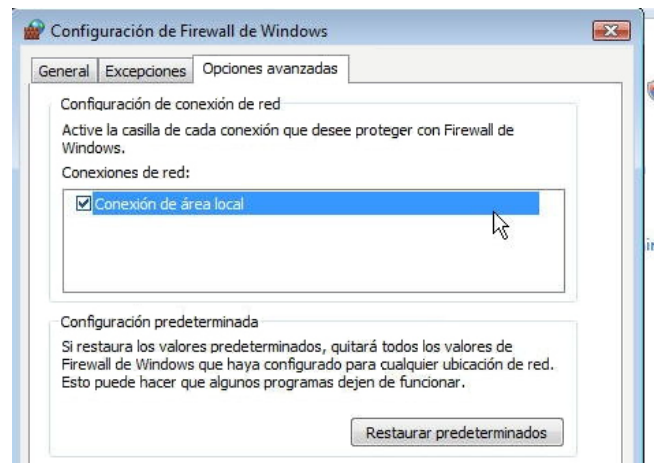 Configuración de Firewall de Windows
General Excepciones Opciones avanzadas
Configuración de conexión de red
Active la casilla de cada conexión que desee proteger con Firewall de
Windows.
Conexiones de red:
Conexión de área local
Configuración predeterminada
Si restaura los valores predeterminados, quitará todos los valores de
Firewall de Windows que haya configurado para cualquier ubicación de red.
Esto puede hacer que algunos programas dejen de funcionar.
Restaurar predeterminados